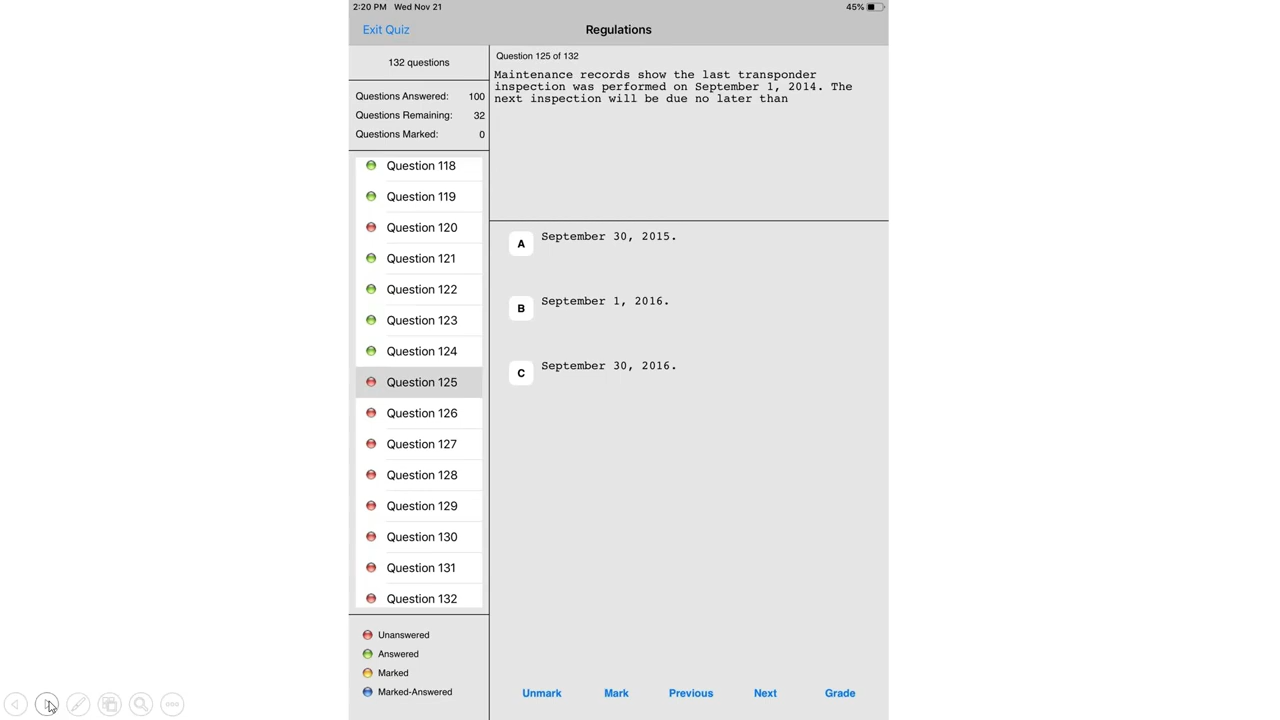 2:20 PM Wed Nov 21
45%
Exit Quiz
Regulations
132 questions
Questions Answered: 100
Questions Remaining: 32
Questions Marked: 0
Question 118
Question 119
Question 120
Question 121
Question 122
Question 123
Question 124
Question 125
Question 126
Question 127
Question 128
Question 129
Question 130
Question 131
Question 132
Unanswered
Answered
Marked
Marked-Answered
Question 125 of 132
Maintenance records show the last transponder
inspection was performed on September 1, 2014. The
next inspection will be due no later than
A September 30, 2015.
B September 1, 2016.
C September 30, 2016.
Unmark Mark Previous Next Grade